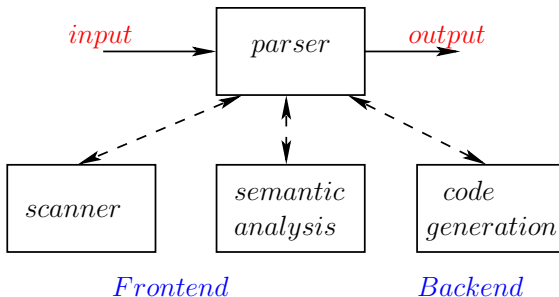 input
parser
output
scanner
semantic
analysis
code
generation
Frontend
Backend